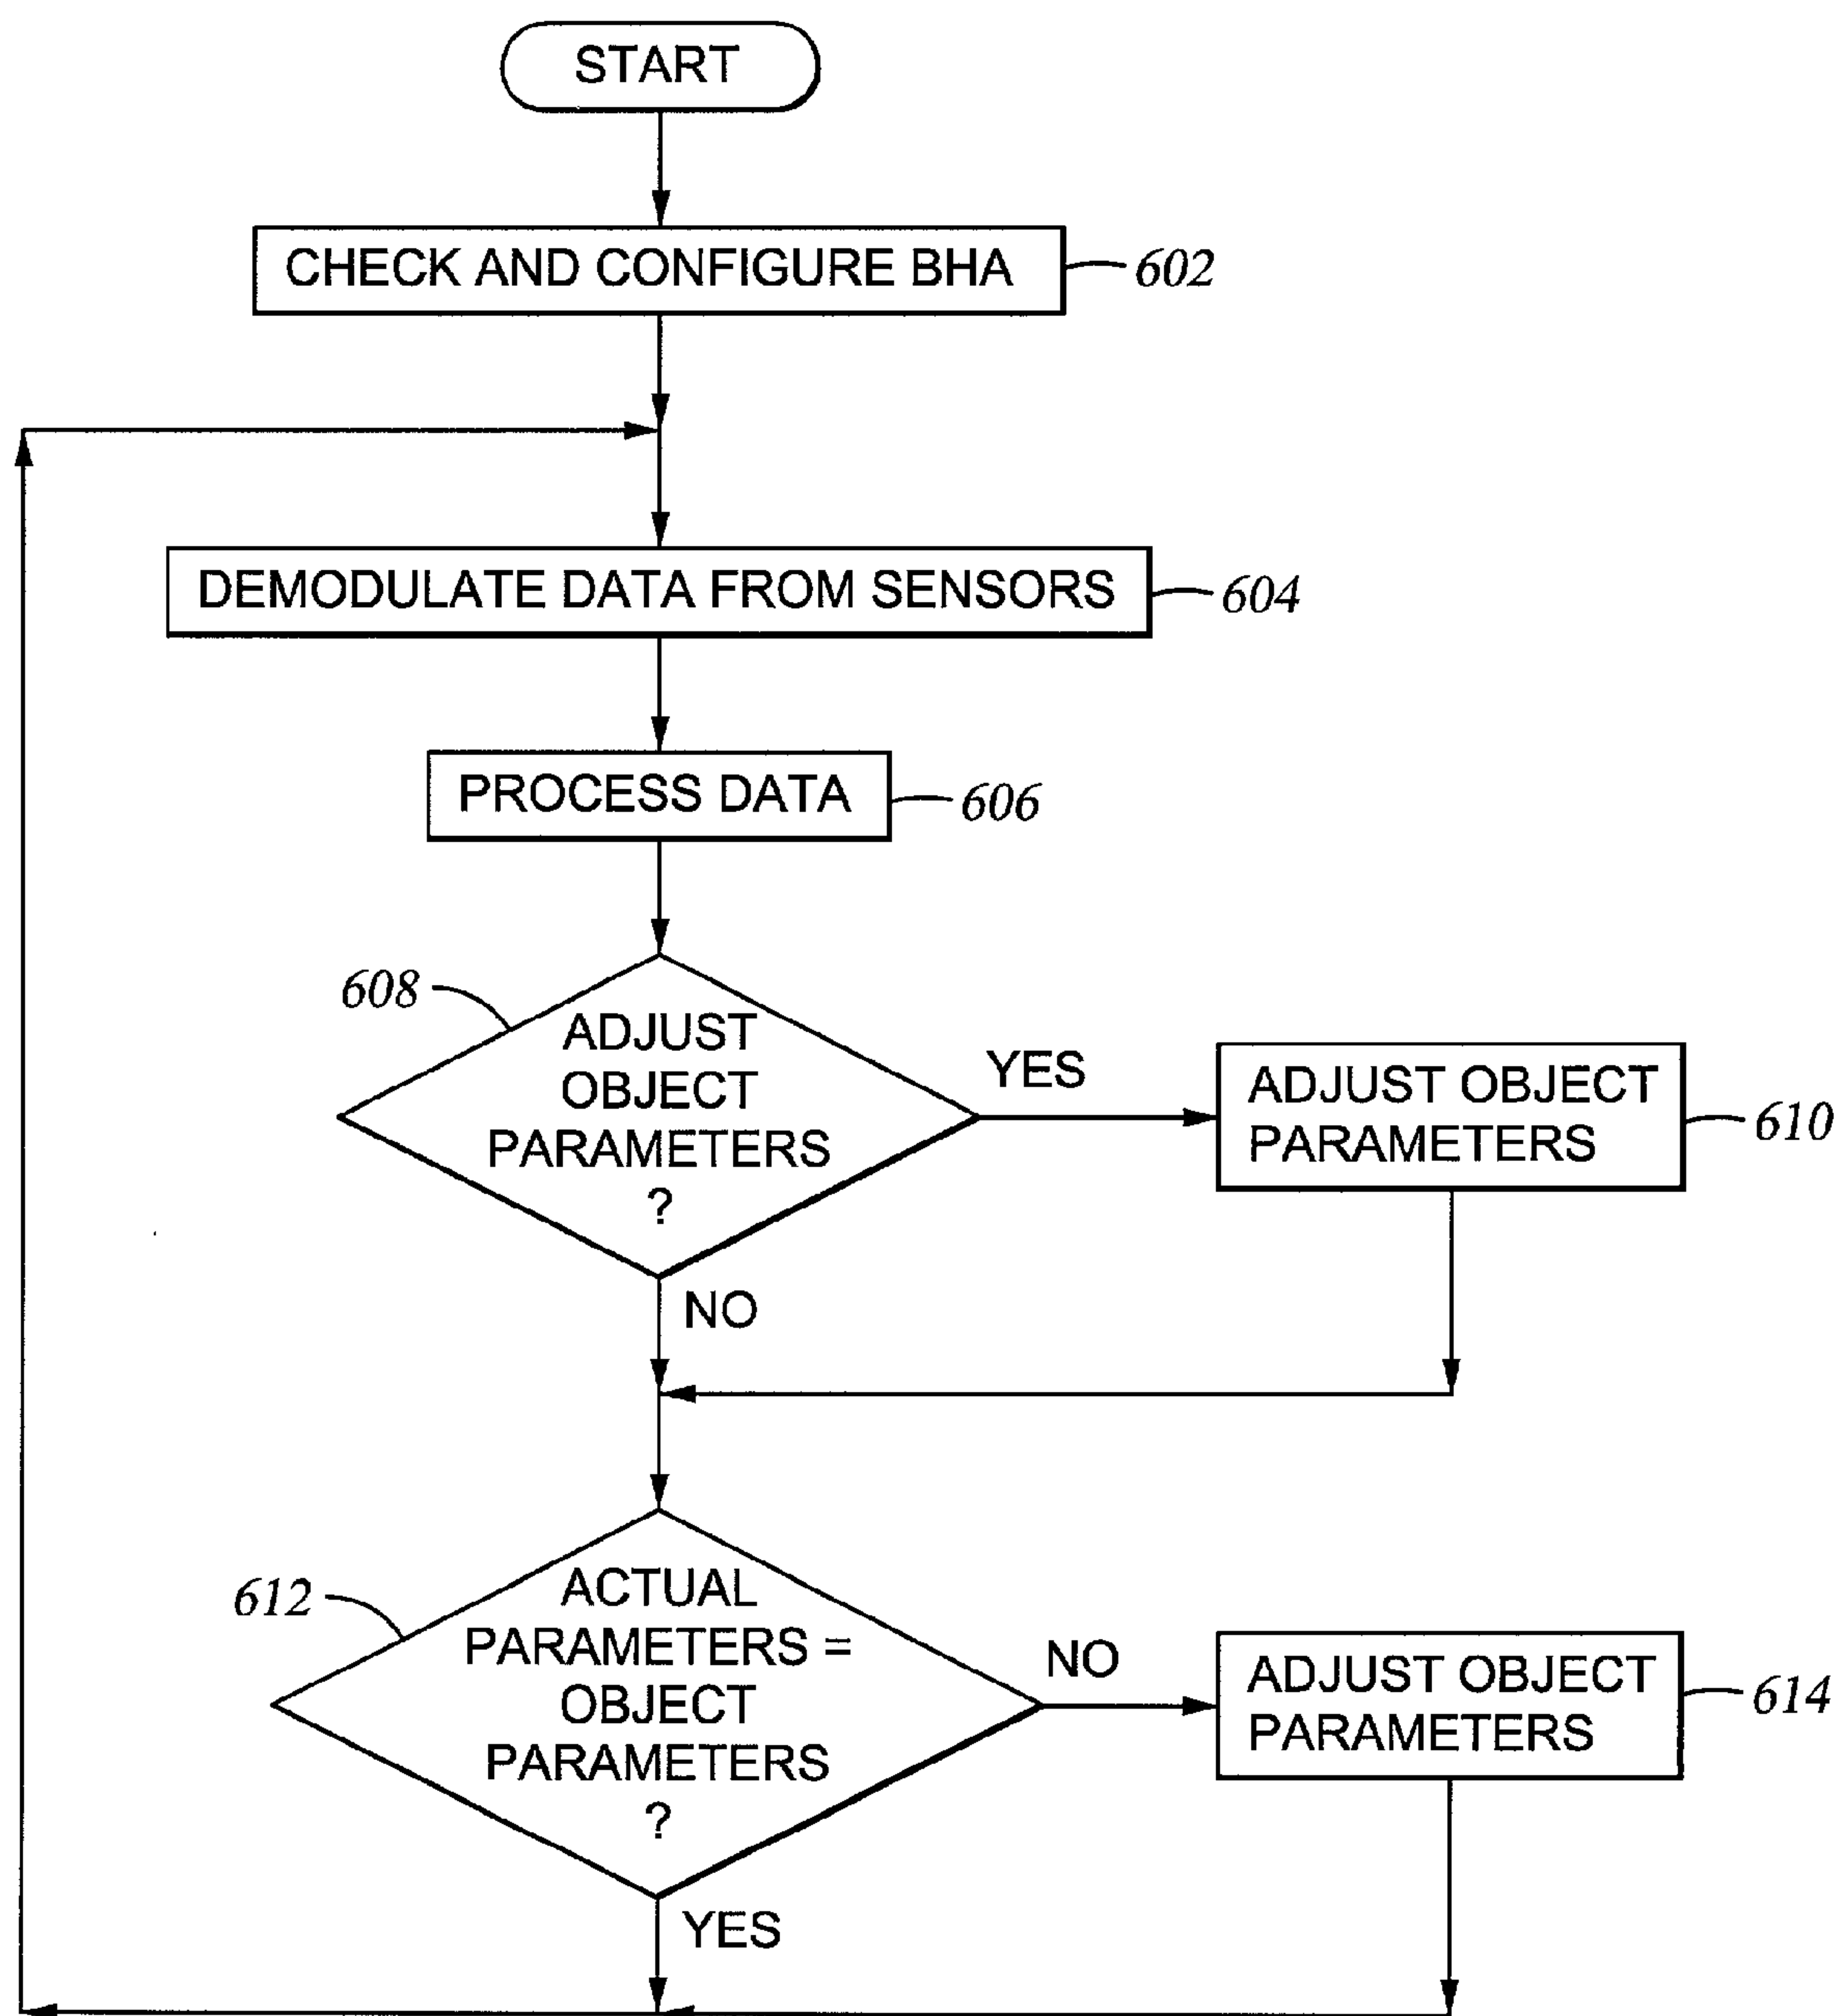 START
CHECK AND CONFIGURE BHA
602
DEMODULATE DATA FROM SENSORS
604
PROCESS DATA
606
608
ADJUST
OBJECT
PARAMETERS
?
YES
ADJUST OBJECT
PARAMETERS
610
NO
612
ACTUAL
PARAMETERS =
OBJECT
PARAMETERS
?
NO
ADJUST OBJECT
PARAMETERS
614
YES